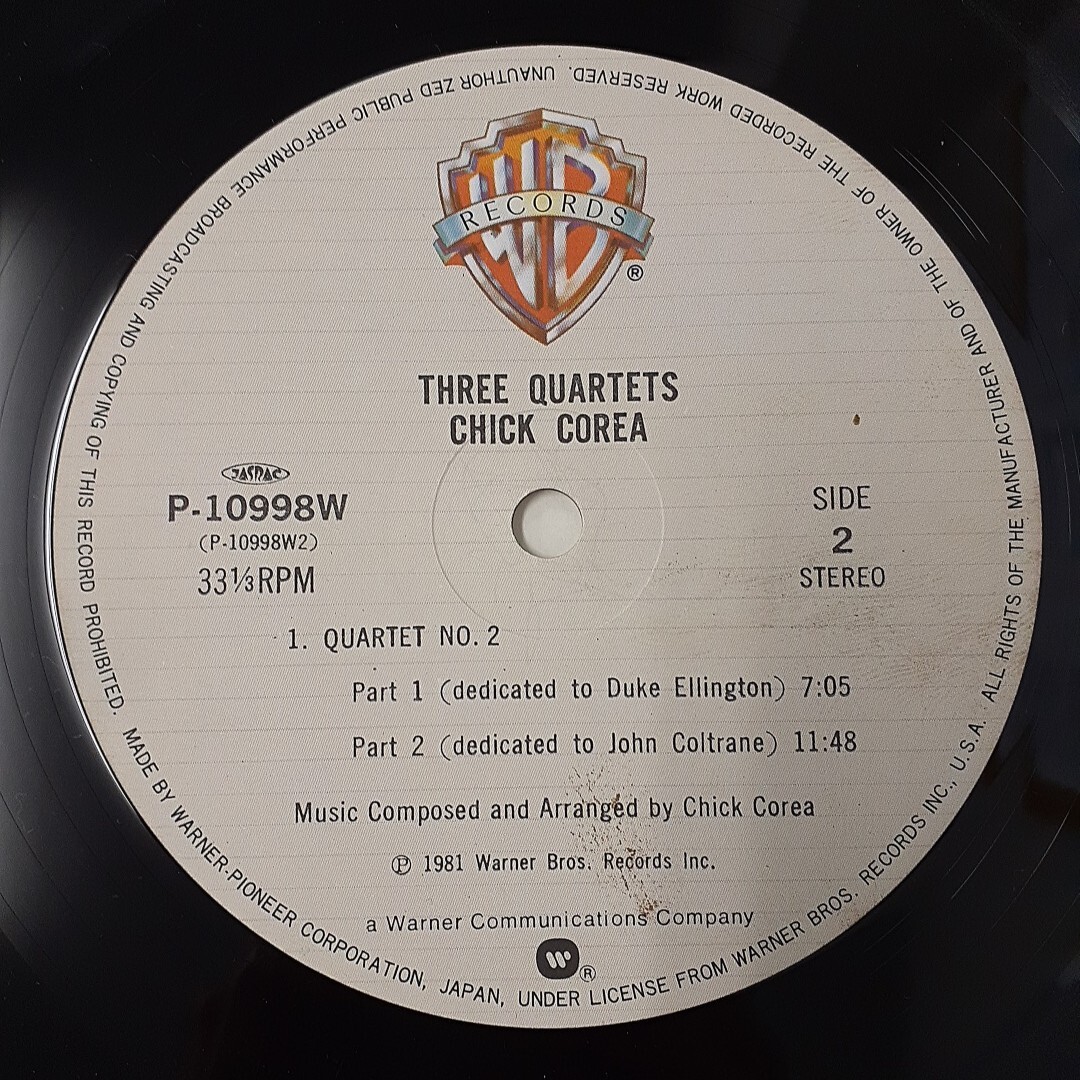 WB
RECORDS
®
THREE QUARTETS
CHICK COREA
JASRAC
P-10998W
(P-10998W2)
33⅓RPM
SIDE
2
STEREO
1. QUARTET NO. 2
Part 1 (dedicated to Duke Ellington) 7:05
Part 2 (dedicated to John Coltrane) 11:48
Music Composed and Arranged by Chick Corea
℗ 1981 Warner Bros. Records Inc.
a Warner Communications Company
W ®
MADE BY WARNER-PIONEER CORPORATION, JAPAN, UNDER LICENSE FROM WARNER BROS. RECORDS INC., U.S.A. ALL RIGHTS OF THE MANUFACTURER AND OF THE OWNER OF THE RECORDED WORK RESERVED. UNAUTHOR ZED PUBLIC PERFORMANCE BROADCASTING AND COPYING OF THIS RECORD PROHIBITED.